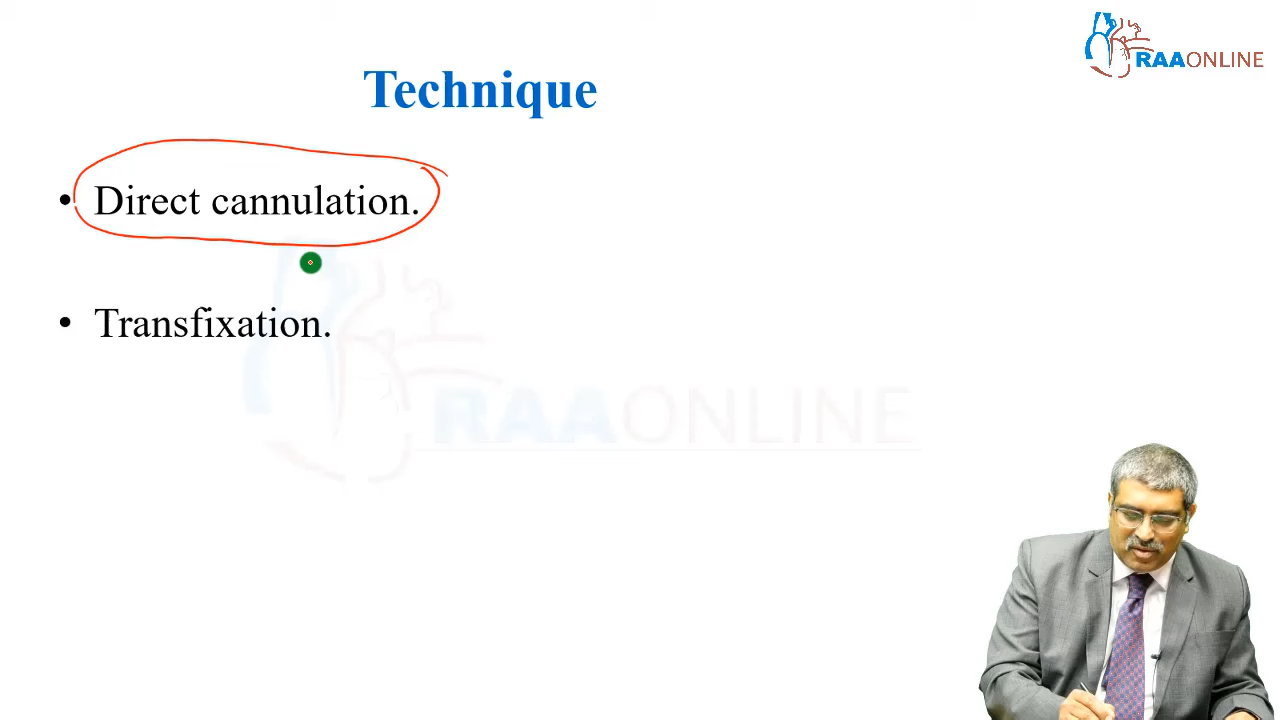 RAAONLINE
Technique
• Direct cannulation.
• Transfixation.
RAAONLINE